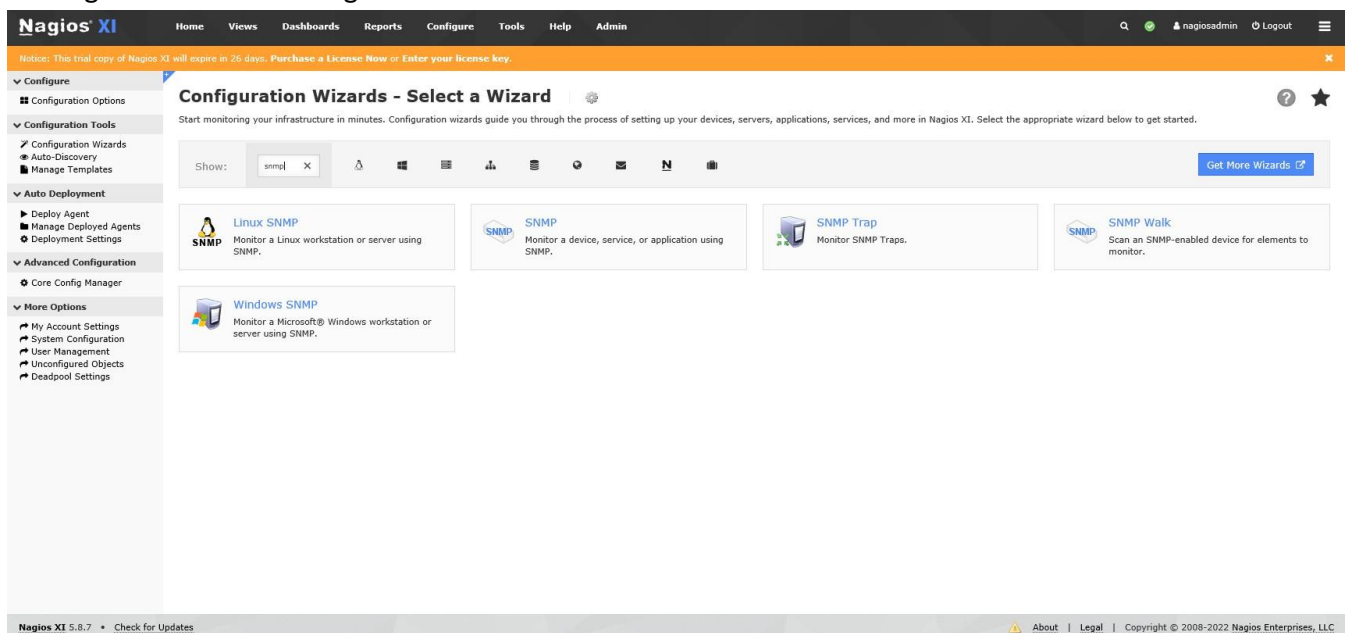 Nagios XI
Home Views Dashboards Reports Configure Tools Help Admin
nagiosadmin Logout
Notice: This trial copy of Nagios XI will expire in 26 days. Purchase a License Now or Enter your license key.
Configure
Configuration Options
Configuration Tools
Configuration Wizards
Auto-Discovery
Manage Templates
Auto Deployment
Deploy Agent
Manage Deployed Agents
Deployment Settings
Advanced Configuration
Core Config Manager
More Options
My Account Settings
System Configuration
User Management
Unconfigured Objects
Deadpool Settings
Configuration Wizards - Select a Wizard
Start monitoring your infrastructure in minutes. Configuration wizards guide you through the process of setting up your devices, servers, applications, services, and more in Nagios XI. Select the appropriate wizard below to get started.
Show: snmp
N
Get More Wizards
SNMP
Linux SNMP
Monitor a Linux workstation or server using
SNMP.
SNMP
SNMP
Monitor a device, service, or application using
SNMP.
SNMP Trap
Monitor SNMP Traps.
SNMP
SNMP Walk
Scan an SNMP-enabled device for elements to
monitor.
Windows SNMP
Monitor a Microsoft® Windows workstation or
server using SNMP.
Nagios XI 5.8.7 • Check for Updates
About | Legal | Copyright © 2008-2022 Nagios Enterprises, LLC